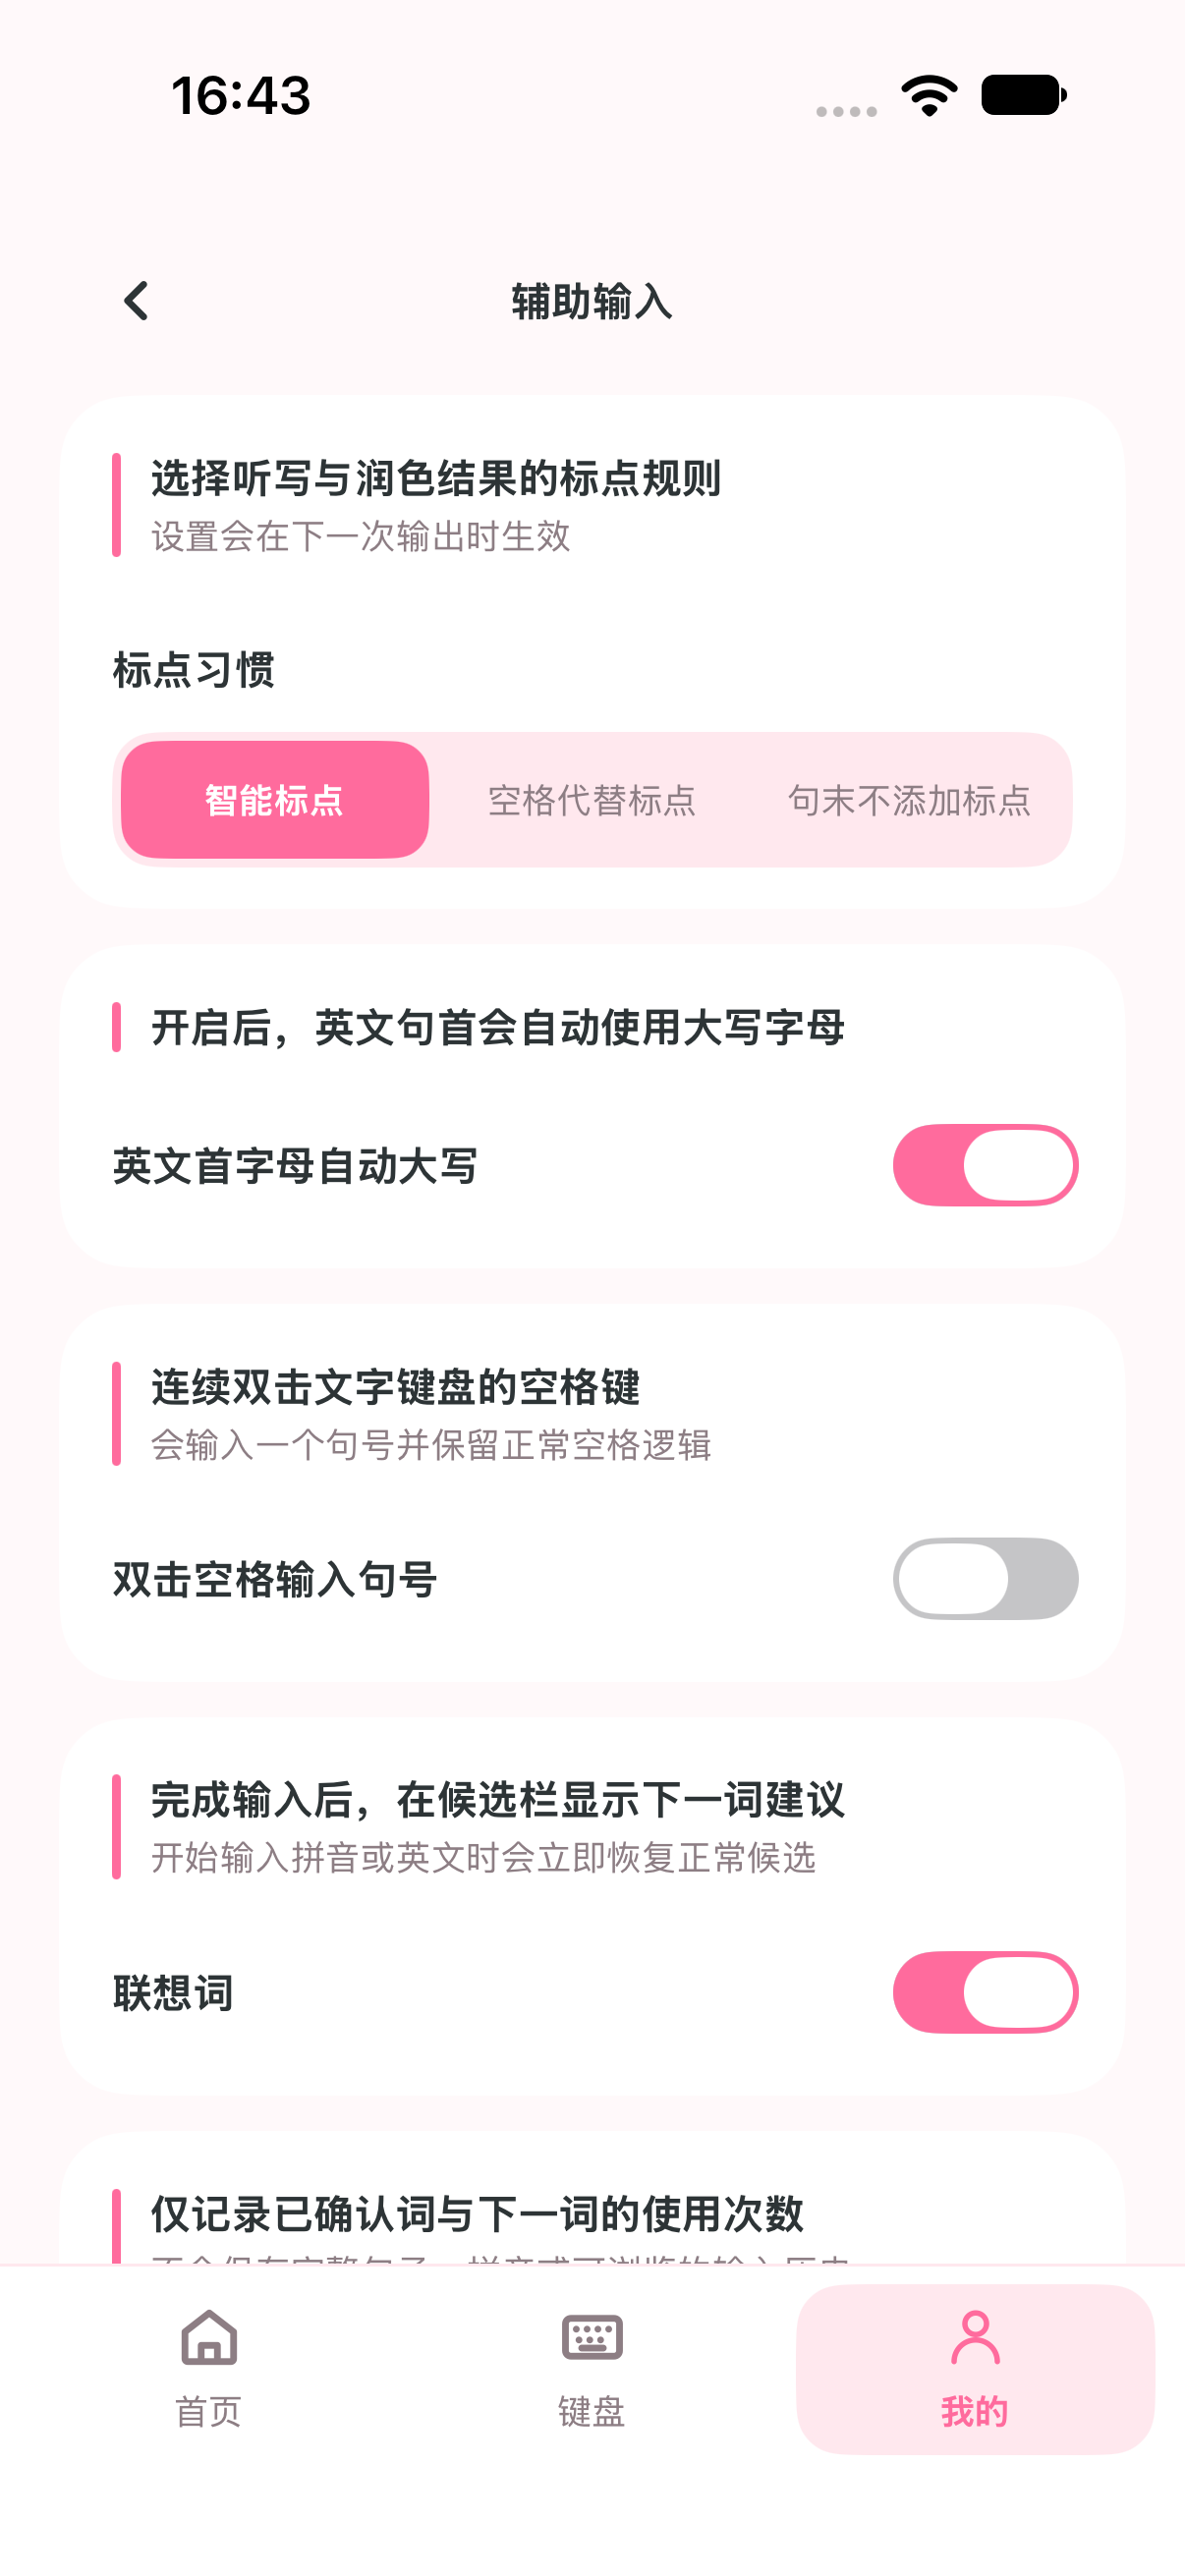 16:43
辅助输入
选择听写与润色结果的标点规则
设置会在下一次输出时生效
标点习惯
智能标点 空格代替标点 句末不添加标点
开启后，英文句首会自动使用大写字母
英文首字母自动大写
连续双击文字键盘的空格键
会输入一个句号并保留正常空格逻辑
双击空格输入句号
完成输入后，在候选栏显示下一词建议
开始输入拼音或英文时会立即恢复正常候选
联想词
仅记录已确认词与下一词的使用次数
首页 键盘 我的